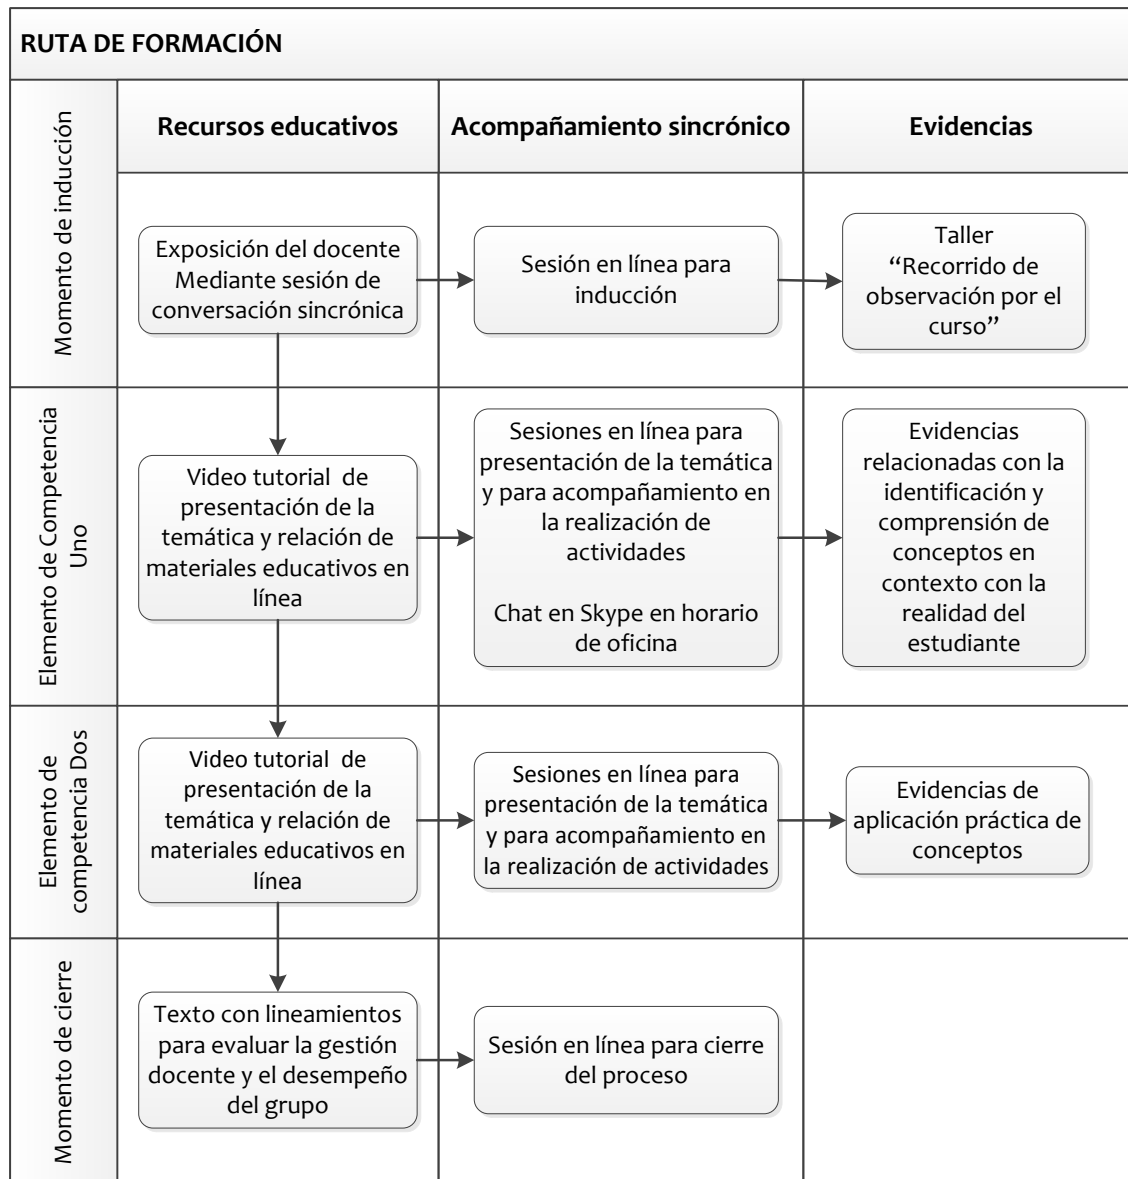 RUTA DE FORMACIÓN
Recursos educativos
Acompañamiento sincrónico
Evidencias
Momento de inducción
Exposición del docente
Mediante sesión de
conversación sincrónica
Sesión en línea para
inducción
Taller
“Recorrido de
observación por el
curso”
Elemento de Competencia
Uno
Video tutorial de
presentación de la
temática y relación de
materiales educativos en
línea
Sesiones en línea para
presentación de la temática
y para acompañamiento en
la realización de
actividades
Chat en Skype en horario
de oficina
Evidencias
relacionadas con la
identificación y
comprensión de
conceptos en
contexto con la
realidad del
estudiante
Elemento de
competencia Dos
Video tutorial de
presentación de la
temática y relación de
materiales educativos en
línea
Sesiones en línea para
presentación de la temática
y para acompañamiento en
la realización de actividades
Evidencias de
aplicación práctica de
conceptos
Momento de cierre
Texto con lineamientos
para evaluar la gestión
docente y el desempeño
del grupo
Sesión en línea para cierre
del proceso